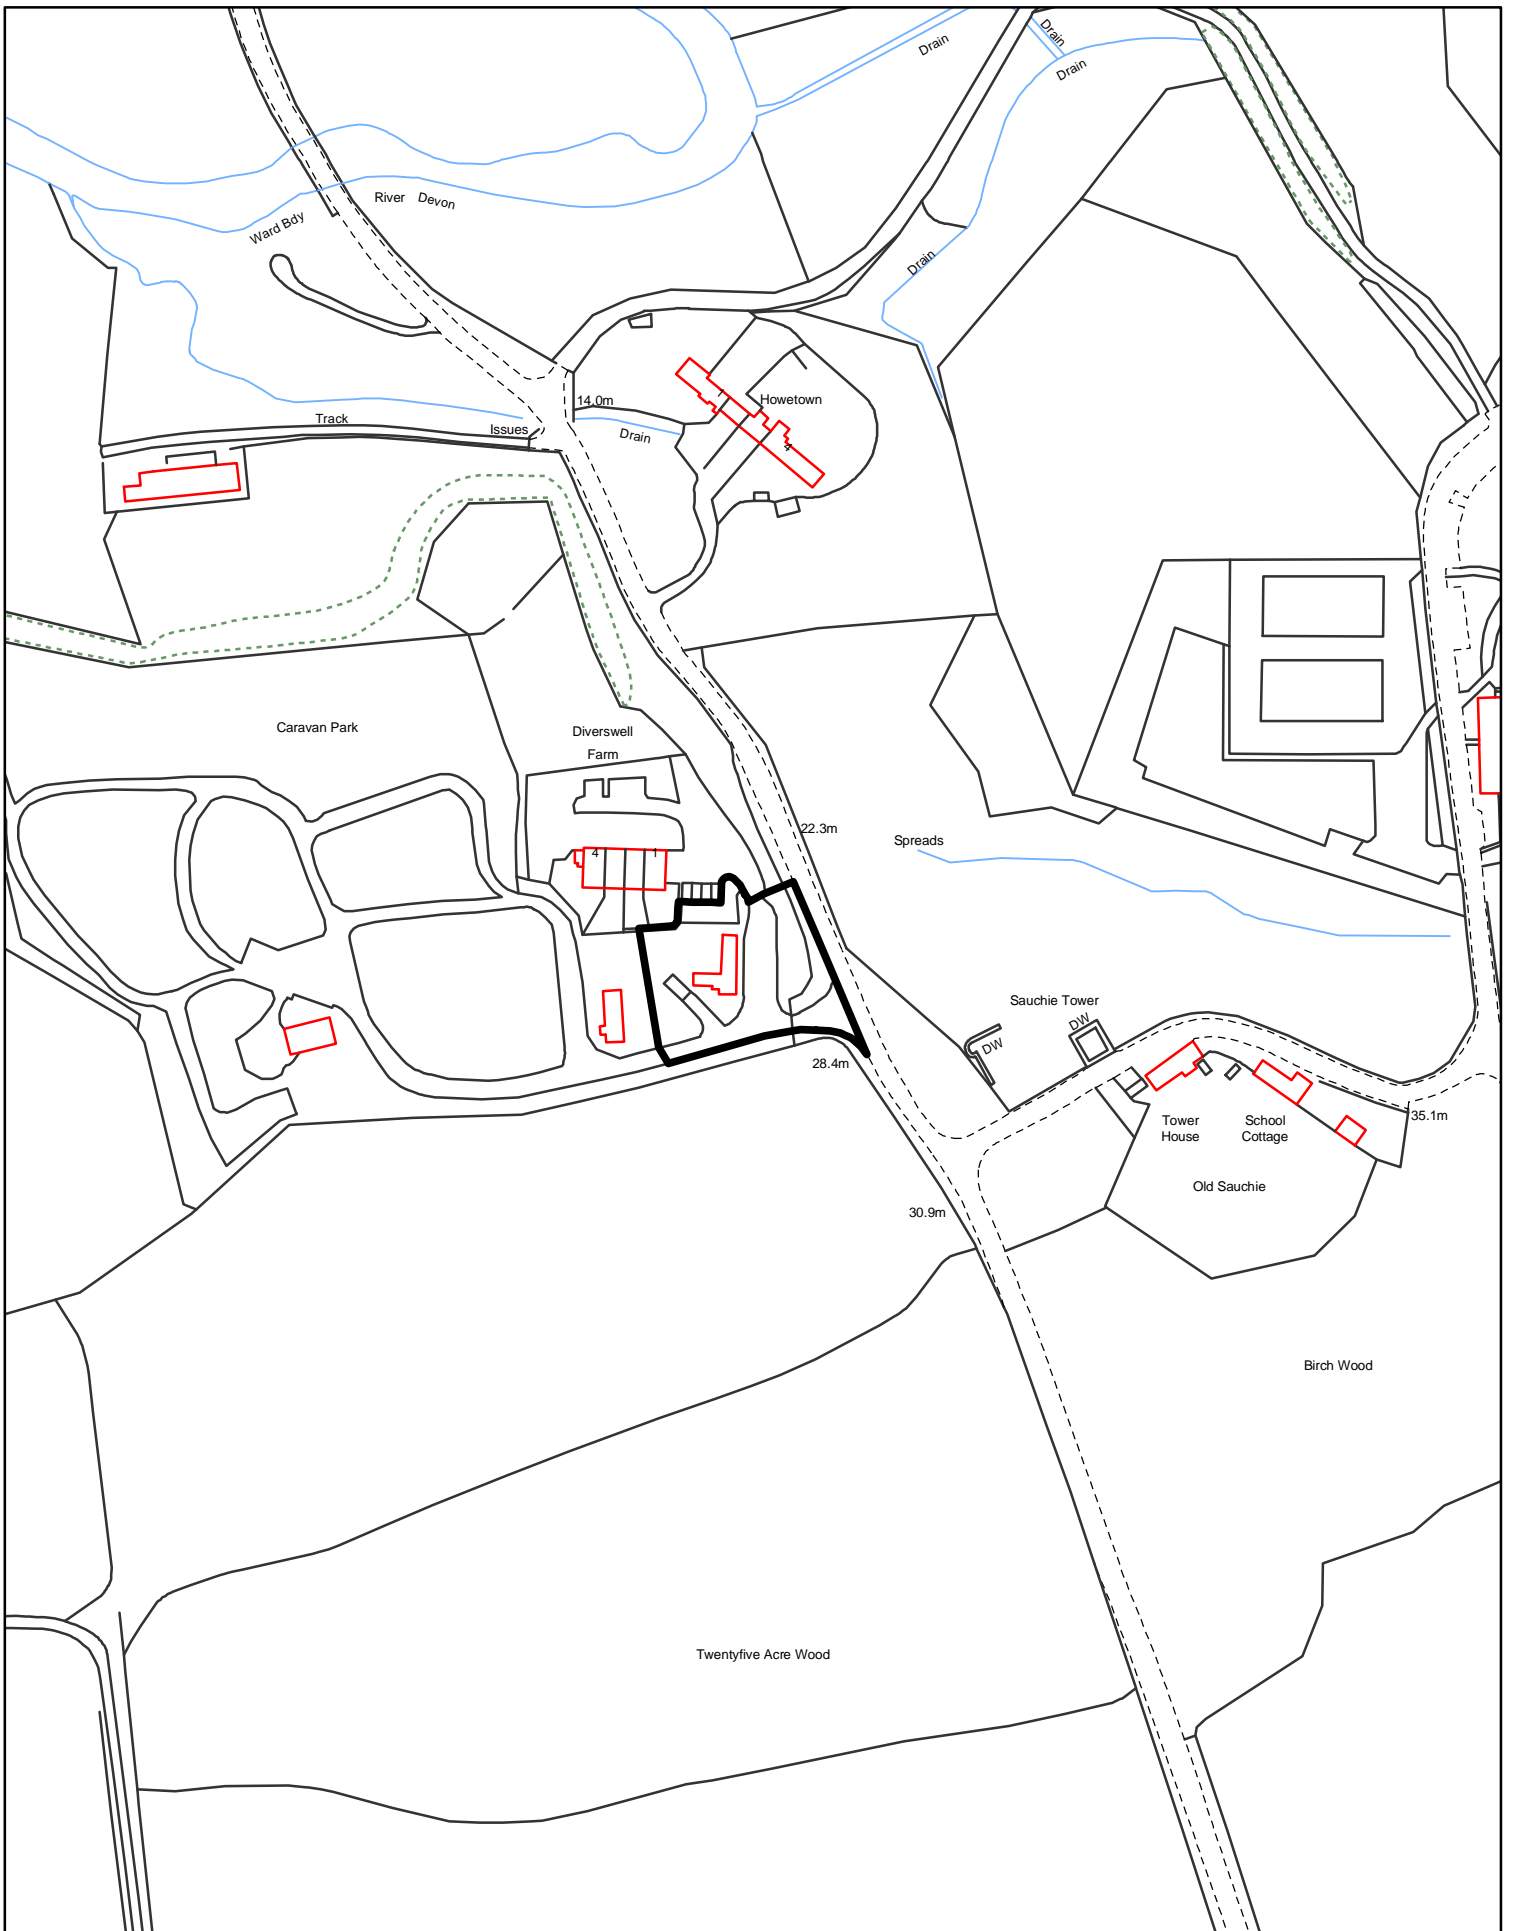 Drain
Drain
Drain
River Devon
Ward Bdy
Drain
14.0m
Howetown
1
Track
Issues
Drain
4
Caravan Park
Diverswell
Farm
22.3m
Spreads
4
1
Sauchie Tower
DW
DW
28.4m
35.1m
Tower
House
School
Cottage
Old Sauchie
30.9m
Birch Wood
Twentyfive Acre Wood